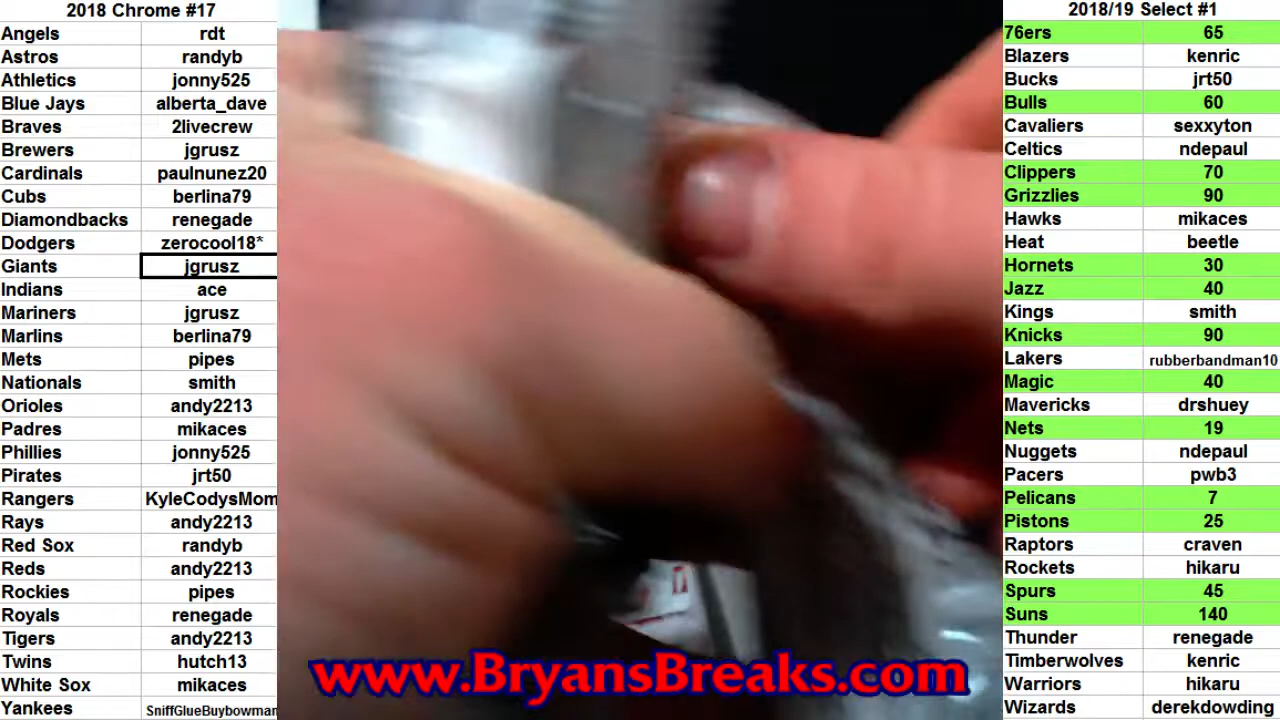 2018 Chrome #17
Angels rdt
Astros randyb
Athletics jonny525
Blue Jays alberta_dave
Braves 2livecrew
Brewers jgrusz
Cardinals paulnunez20
Cubs berlina79
Diamondbacks renegade
Dodgers zerocool18*
Giants jgrusz
Indians ace
Mariners jgrusz
Marlins berlina79
Mets pipes
Nationals smith
Orioles andy2213
Padres mikaces
Phillies jonny525
Pirates jrt50
Rangers KyleCodysMom
Rays andy2213
Red Sox randyb
Reds andy2213
Rockies pipes
Royals renegade
Tigers andy2213
Twins hutch13
White Sox mikaces
Yankees SniffGlueBuybowman
www.BryansBreaks.com
2018/19 Select #1
76ers 65
Blazers kenric
Bucks jrt50
Bulls 60
Cavaliers sexxyton
Celtics ndepaul
Clippers 70
Grizzlies 90
Hawks mikaces
Heat beetle
Hornets 30
Jazz 40
Kings smith
Knicks 90
Lakers rubberbandman10
Magic 40
Mavericks drshuey
Nets 19
Nuggets ndepaul
Pacers pwb3
Pelicans 7
Pistons 25
Raptors craven
Rockets hikaru
Spurs 45
Suns 140
Thunder renegade
Timberwolves kenric
Warriors hikaru
Wizards derekdowding